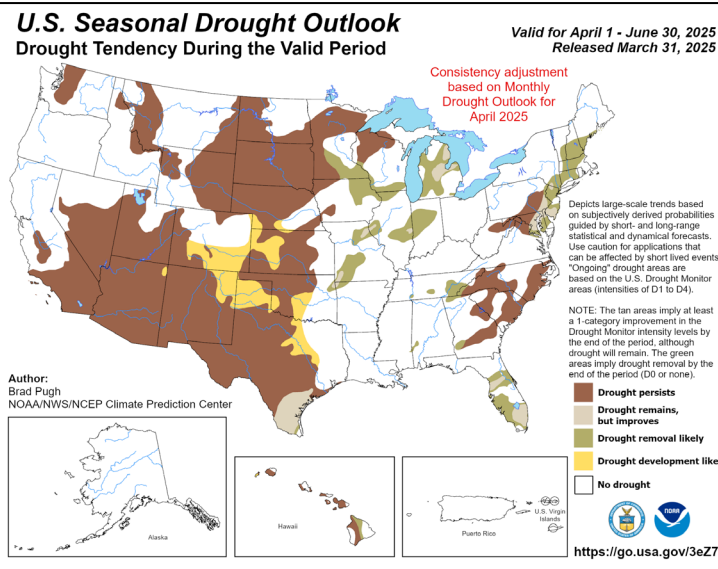 U.S. Seasonal Drought Outlook
Drought Tendency During the Valid Period
Valid for April 1 - June 30, 2025
Released March 31, 2025
Consistency adjustment
based on Monthly
Drought Outlook for
April 2025
Depicts large-scale trends based
on subjectively derived probabilities
guided by short- and long-range
statistical and dynamical forecasts.
Use caution for applications that
can be affected by short lived events.
"Ongoing" drought areas are
based on the U.S. Drought Monitor
areas (intensities of D1 to D4).
NOTE: The tan areas imply at least
a 1-category improvement in the
Drought Monitor intensity levels by
the end of the period, although
drought will remain. The green
areas imply drought removal by the
end of the period (D0 or none).
Author:
Brad Pugh
NOAA/NWS/NCEP Climate Prediction Center
Drought persists
Drought remains,
but improves
Drought removal likely
Drought development like
No drought
Alaska
Hawaii
Puerto Rico
U.S. Virgin
Islands
NOAA
https://go.usa.gov/3eZ7